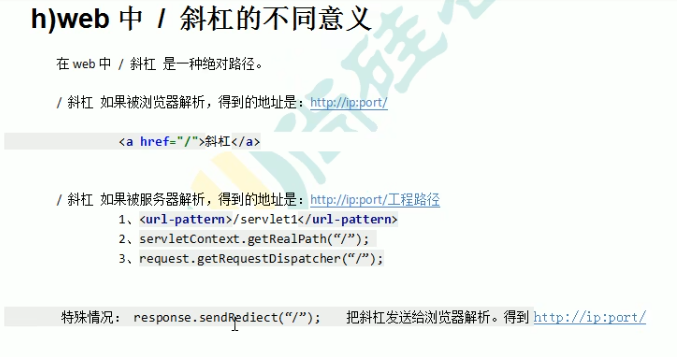 h)web 中 / 斜杠的不同意义
在 web 中 / 斜杠 是一种绝对路径。
/ 斜杠 如果被浏览器解析，得到的地址是：http://ip:port/
<a href="/">斜杠</a>
/ 斜杠 如果被服务器解析，得到的地址是：http://ip:port/工程路径
1、<url-pattern>/servlet1</url-pattern>
2、servletContext.getRealPath(“/”);
3、request.getRequestDispatcher(“/”);
特殊情况： response.sendRediect(“/”); 把斜杠发送给浏览器解析。得到 http://ip:port/